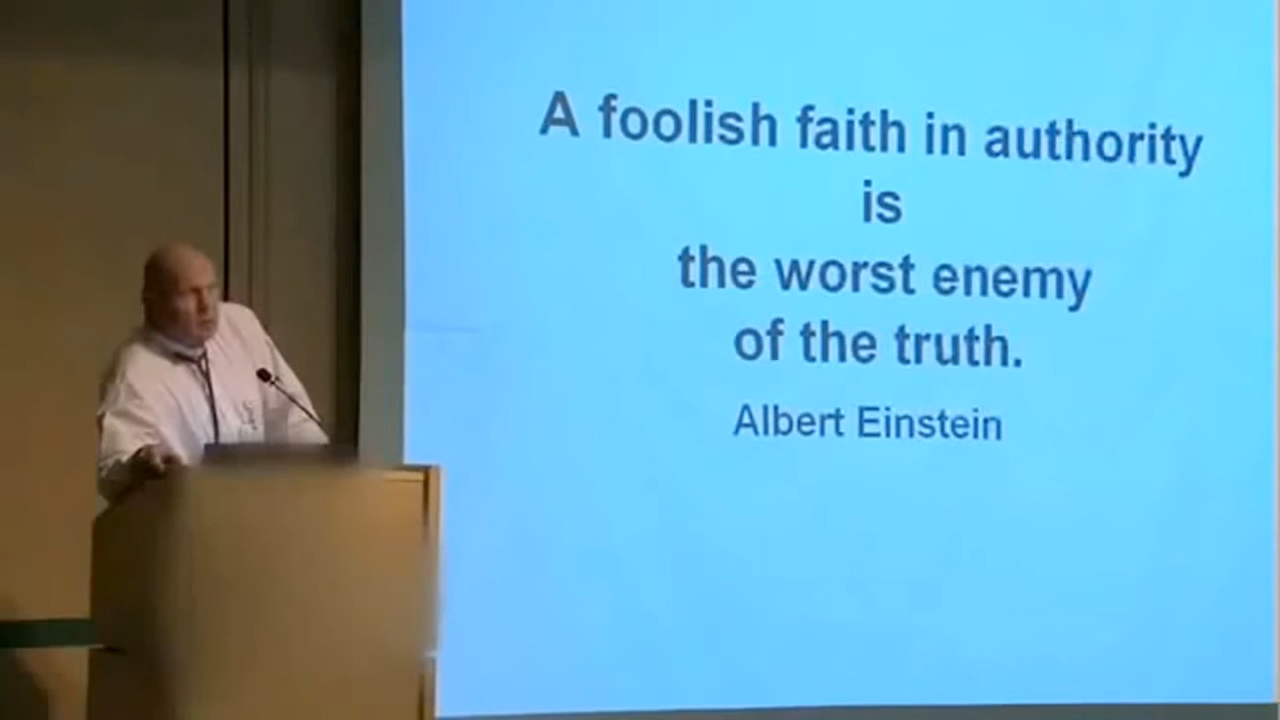 A foolish faith in authority
is
the worst enemy
of the truth.
Albert Einstein